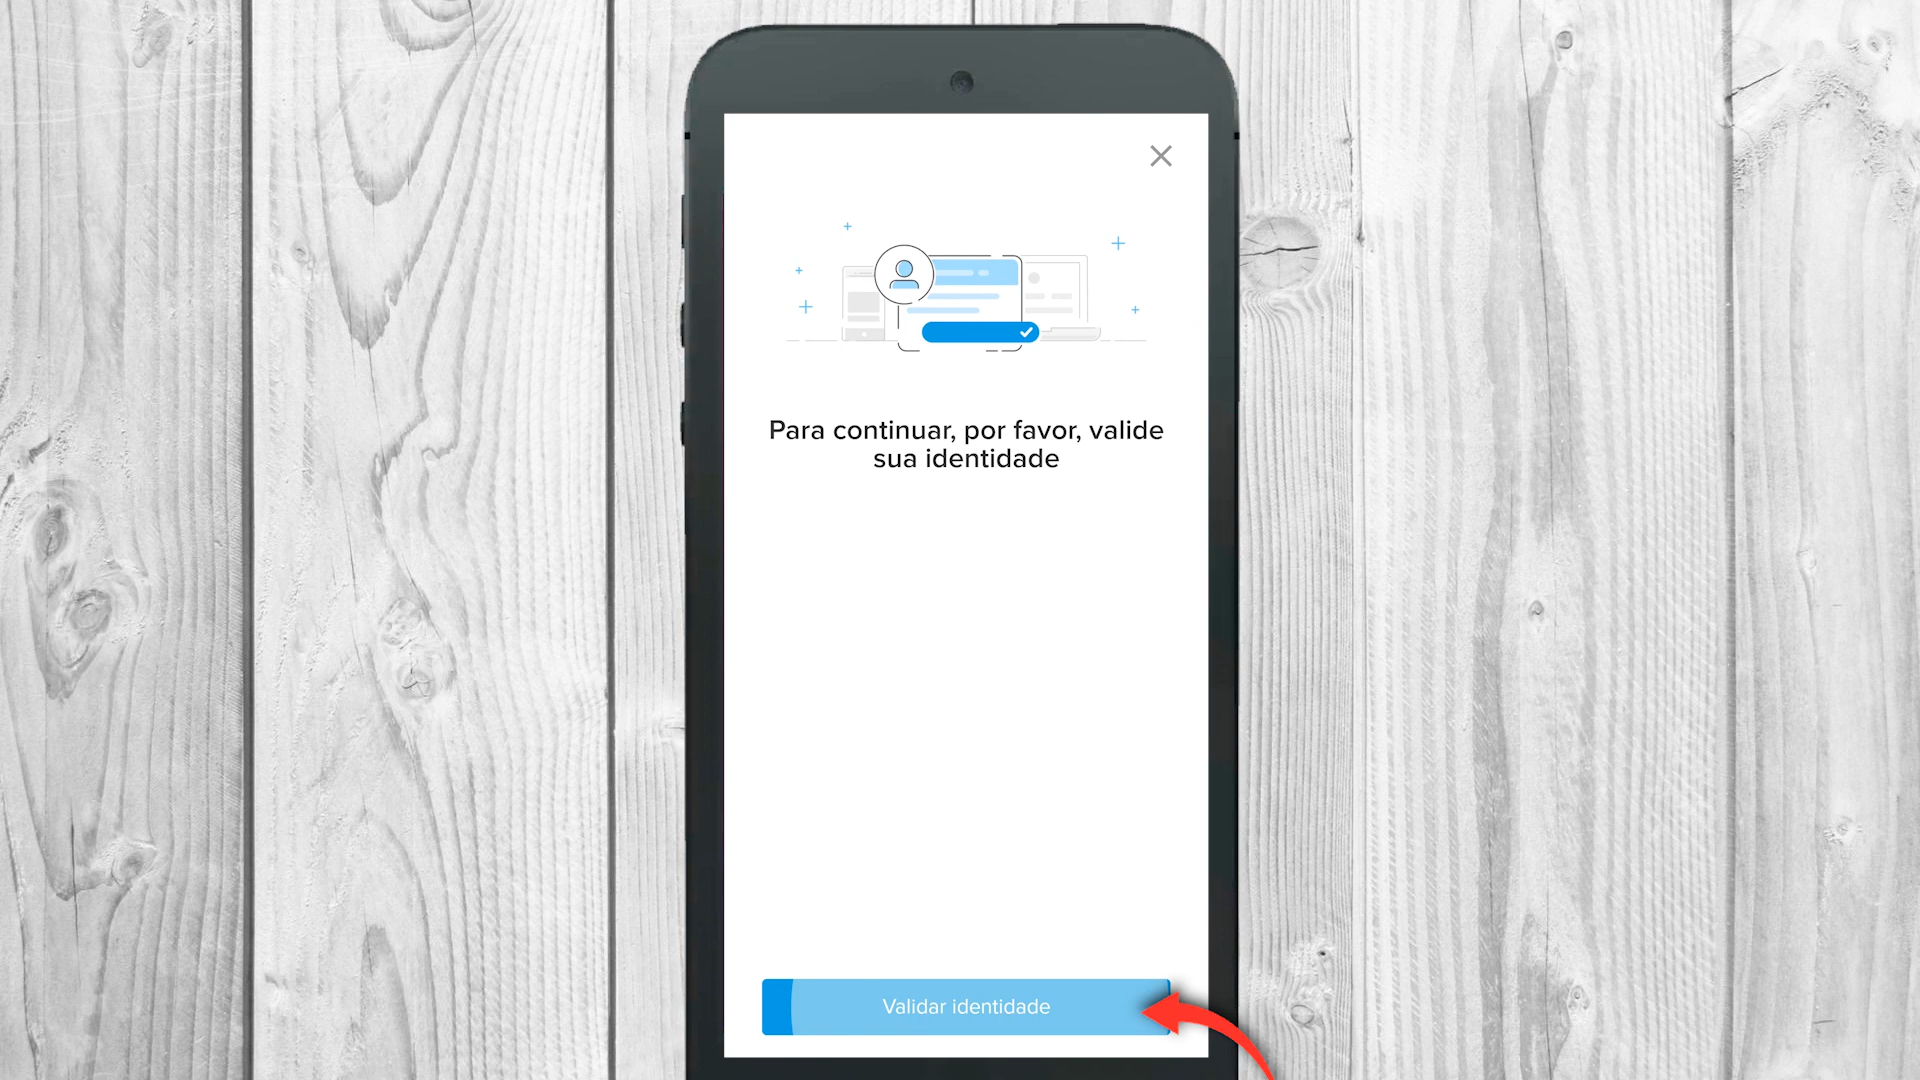 Para continuar, por favor, valide
sua identidade
Validar identidade